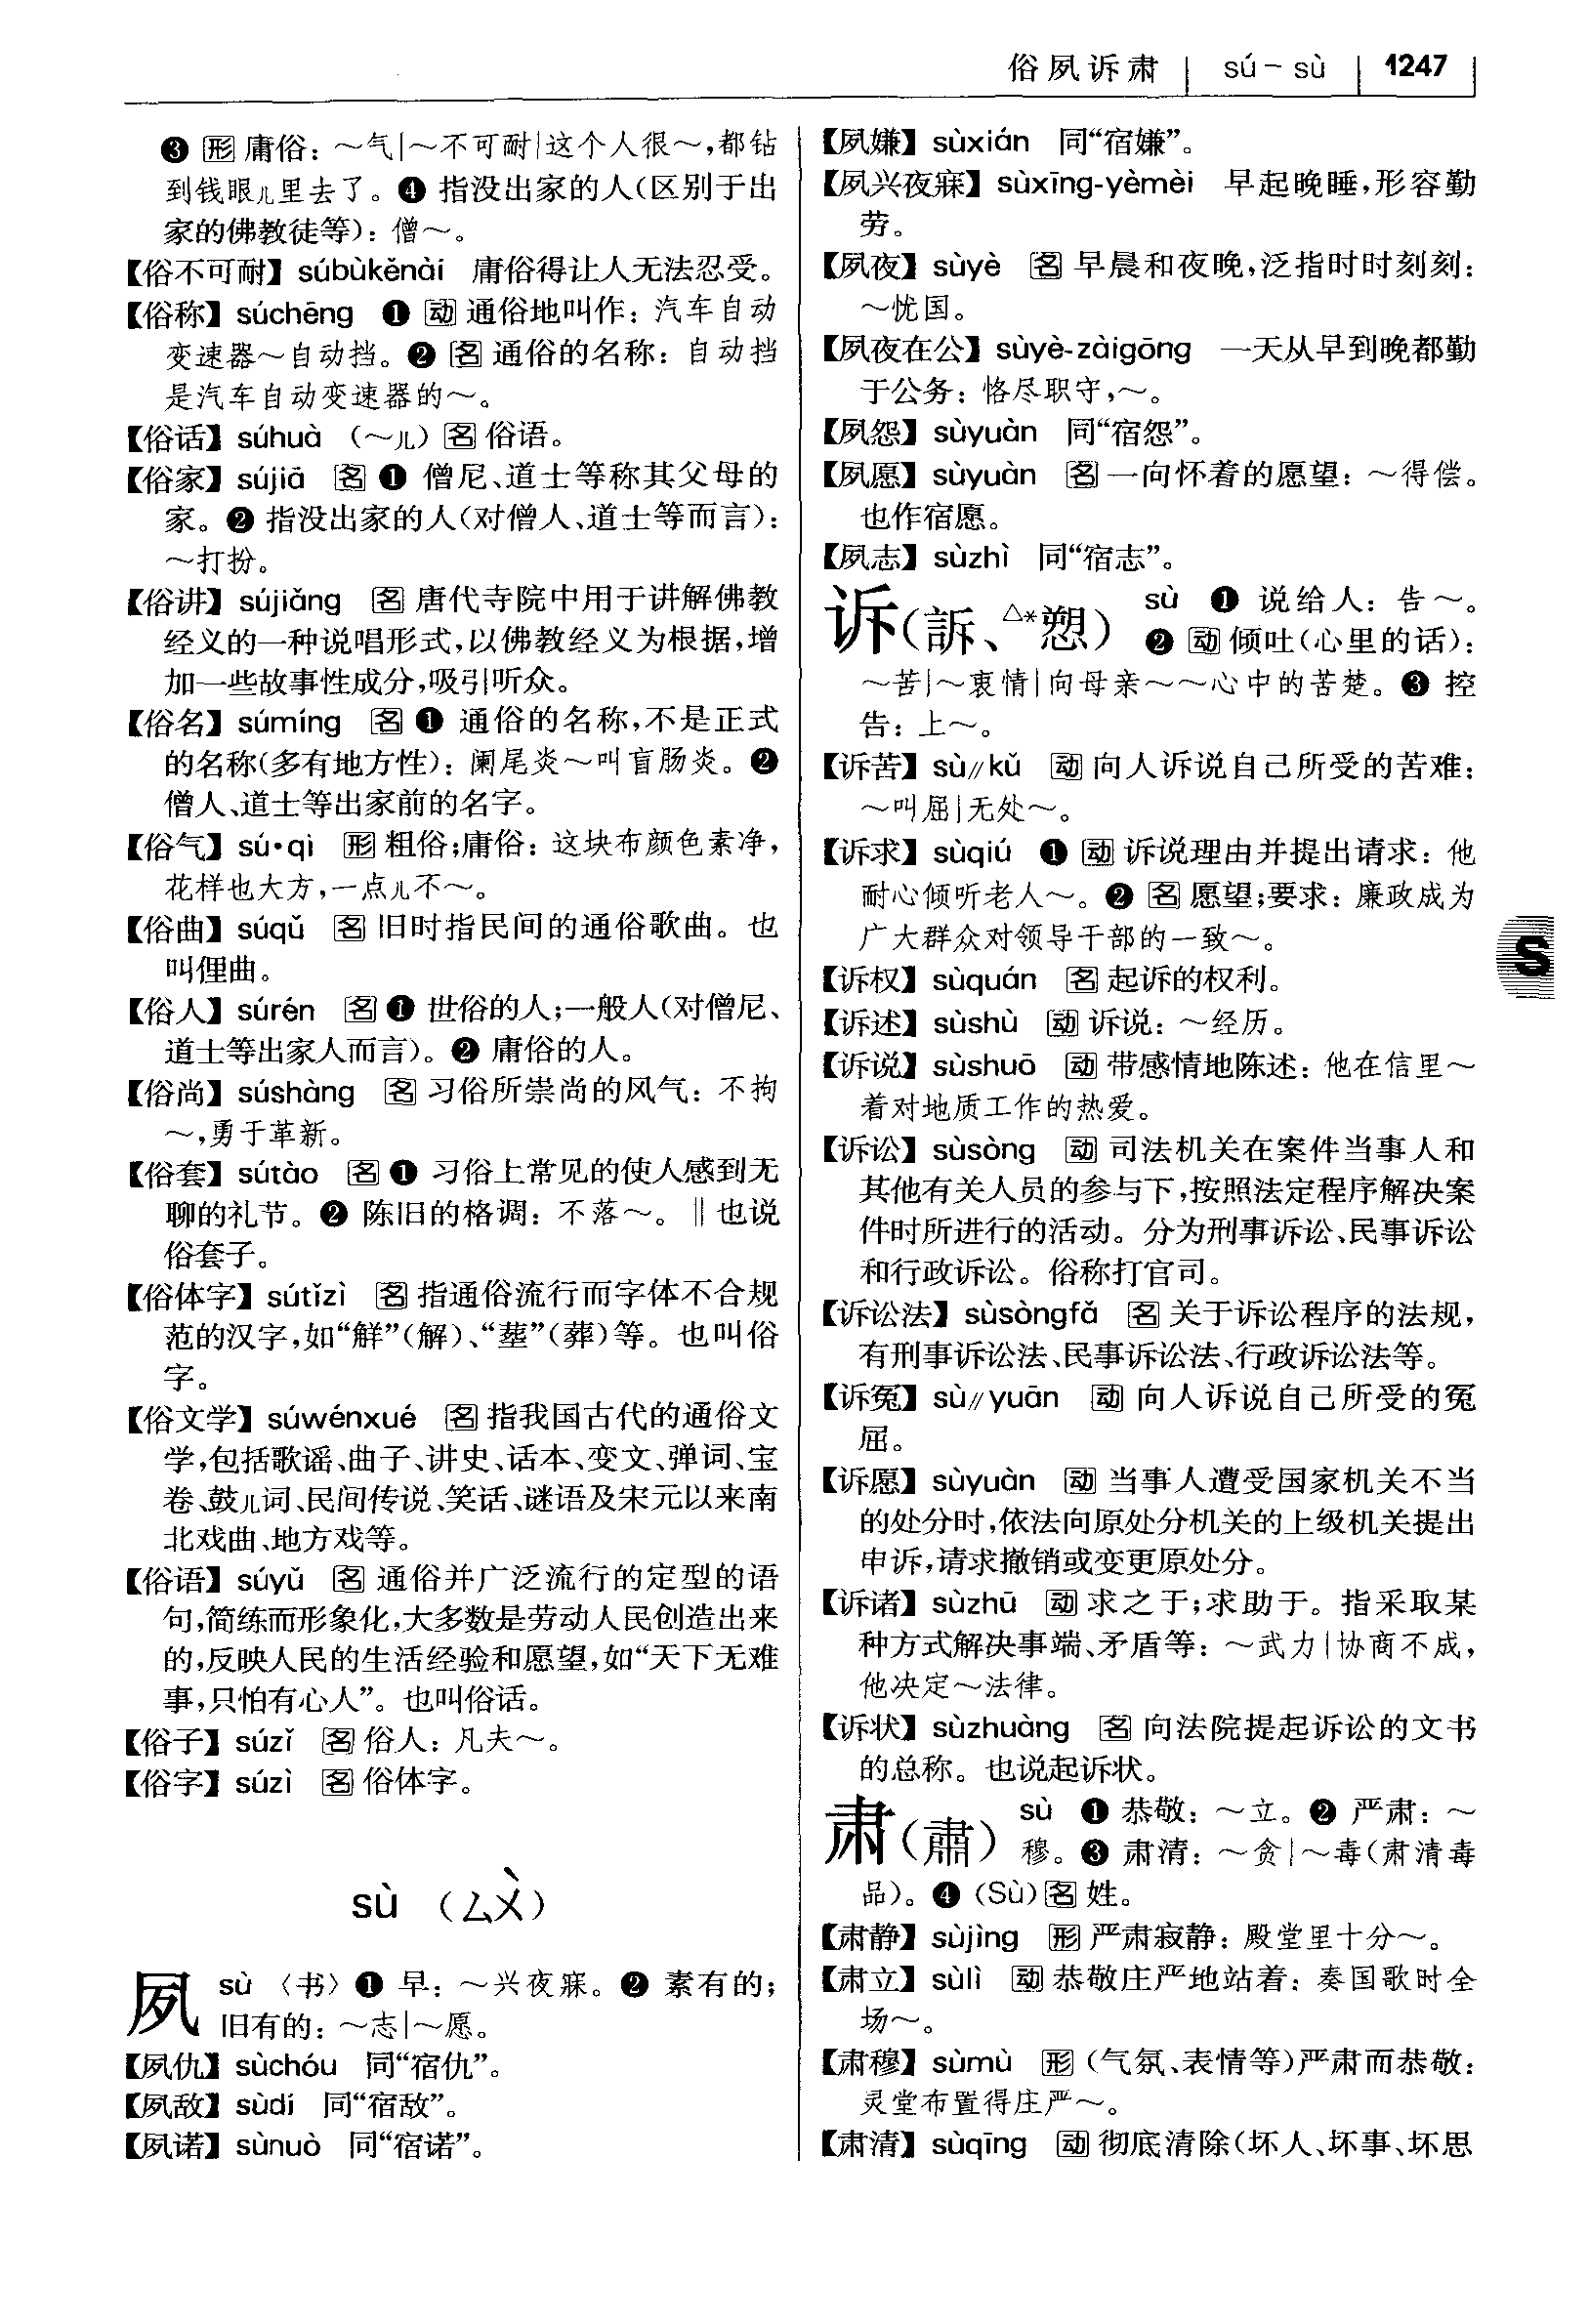 俗夙诉肃 | sú – sù | 1247
❸ 形 庸俗：～气|～不可耐|这个人很～，都钻
到钱眼儿里去了。❹ 指没出家的人（区别于出
家的佛教徒等）：僧～。
【俗不可耐】súbùkěnài 庸俗得让人无法忍受。
【俗称】súchēng ❶ 动 通俗地叫作：汽车自动
变速器～自动挡。❷ 名 通俗的名称：自动挡
是汽车自动变速器的～。
【俗话】súhuà （～儿）名 俗语。
【俗家】sújiā 名 ❶ 僧尼、道士等称其父母的
家。❷ 指没出家的人（对僧人、道士等而言）：
～打扮。
【俗讲】sújiǎng 名 唐代寺院中用于讲解佛教
经义的一种说唱形式，以佛教经义为根据，增
加一些故事性成分，吸引听众。
【俗名】súmíng 名 ❶ 通俗的名称，不是正式
的名称（多有地方性）：阑尾炎～叫盲肠炎。❷
僧人、道士等出家前的名字。
【俗气】sú•qì 形 粗俗；庸俗：这块布颜色素净，
花样也大方，一点儿不～。
【俗曲】súqǔ 名 旧时指民间的通俗歌曲。也
叫俚曲。
【俗人】súrén 名 ❶ 世俗的人；一般人（对僧尼、
道士等出家人而言）。❷ 庸俗的人。
【俗尚】súshàng 名 习俗所崇尚的风气：不拘
～，勇于革新。
【俗套】sútào 名 ❶ 习俗上常见的使人感到无
聊的礼节。❷ 陈旧的格调：不落～。‖也说
俗套子。
【俗体字】sútǐzì 名 指通俗流行而字体不合规
范的汉字，如“觧”（解）、“塟”（葬）等。也叫俗
字。
【俗文学】súwénxué 名 指我国古代的通俗文
学，包括歌谣、曲子、讲史、话本、变文、弹词、宝
卷、鼓儿词、民间传说、笑话、谜语及宋元以来南
北戏曲、地方戏等。
【俗语】súyǔ 名 通俗并广泛流行的定型的语
句，简练而形象化，大多数是劳动人民创造出来
的，反映人民的生活经验和愿望，如“天下无难
事，只怕有心人”。也叫俗话。
【俗子】súzǐ 名 俗人：凡夫～。
【俗字】súzì 名 俗体字。
sù （ㄙㄨˋ）
夙 sù 〈书〉❶ 早：～兴夜寐。❷ 素有的；
旧有的：～志|～愿。
【夙仇】sùchóu 同“宿仇”。
【夙敌】sùdí 同“宿敌”。
【夙诺】sùnuò 同“宿诺”。
【夙嫌】sùxián 同“宿嫌”。
【夙兴夜寐】sùxīng-yèmèi 早起晚睡，形容勤
劳。
【夙夜】sùyè 名 早晨和夜晚，泛指时时刻刻：
～忧国。
【夙夜在公】sùyè-zàigōng 一天从早到晚都勤
于公务：恪尽职守，～。
【夙怨】sùyuàn 同“宿怨”。
【夙愿】sùyuàn 名 一向怀着的愿望：～得偿。
也作宿愿。
【夙志】sùzhì 同“宿志”。
诉（訴、△*愬） sù ❶ 说给人：告～。
❷ 动 倾吐（心里的话）：
～苦|～衷情|向母亲～～心中的苦楚。❸ 控
告：上～。
【诉苦】sù//kǔ 动 向人诉说自己所受的苦难：
～叫屈|无处～。
【诉求】sùqiú ❶ 动 诉说理由并提出请求：他
耐心倾听老人～。❷ 名 愿望；要求：廉政成为
广大群众对领导干部的一致～。
【诉权】sùquán 名 起诉的权利。
【诉述】sùshù 动 诉说：～经历。
【诉说】sùshuō 动 带感情地陈述：他在信里～
着对地质工作的热爱。
【诉讼】sùsòng 动 司法机关在案件当事人和
其他有关人员的参与下，按照法定程序解决案
件时所进行的活动。分为刑事诉讼、民事诉讼
和行政诉讼。俗称打官司。
【诉讼法】sùsòngfǎ 名 关于诉讼程序的法规，
有刑事诉讼法、民事诉讼法、行政诉讼法等。
【诉冤】sù//yuān 动 向人诉说自己所受的冤
屈。
【诉愿】sùyuàn 动 当事人遭受国家机关不当
的处分时，依法向原处分机关的上级机关提出
申诉，请求撤销或变更原处分。
【诉诸】sùzhū 动 求之于；求助于。指采取某
种方式解决事端、矛盾等：～武力|协商不成，
他决定～法律。
【诉状】sùzhuàng 名 向法院提起诉讼的文书
的总称。也说起诉状。
肃（肅） sù ❶ 恭敬：～立。❷ 严肃：～
穆。❸ 肃清：～贪|～毒（肃清毒
品）。❹（Sù）名 姓。
【肃静】sùjìng 形 严肃寂静：殿堂里十分～。
【肃立】sùlì 动 恭敬庄严地站着：奏国歌时全
场～。
【肃穆】sùmù 形 （气氛、表情等）严肃而恭敬：
灵堂布置得庄严～。
【肃清】sùqīng 动 彻底清除（坏人、坏事、坏思
S